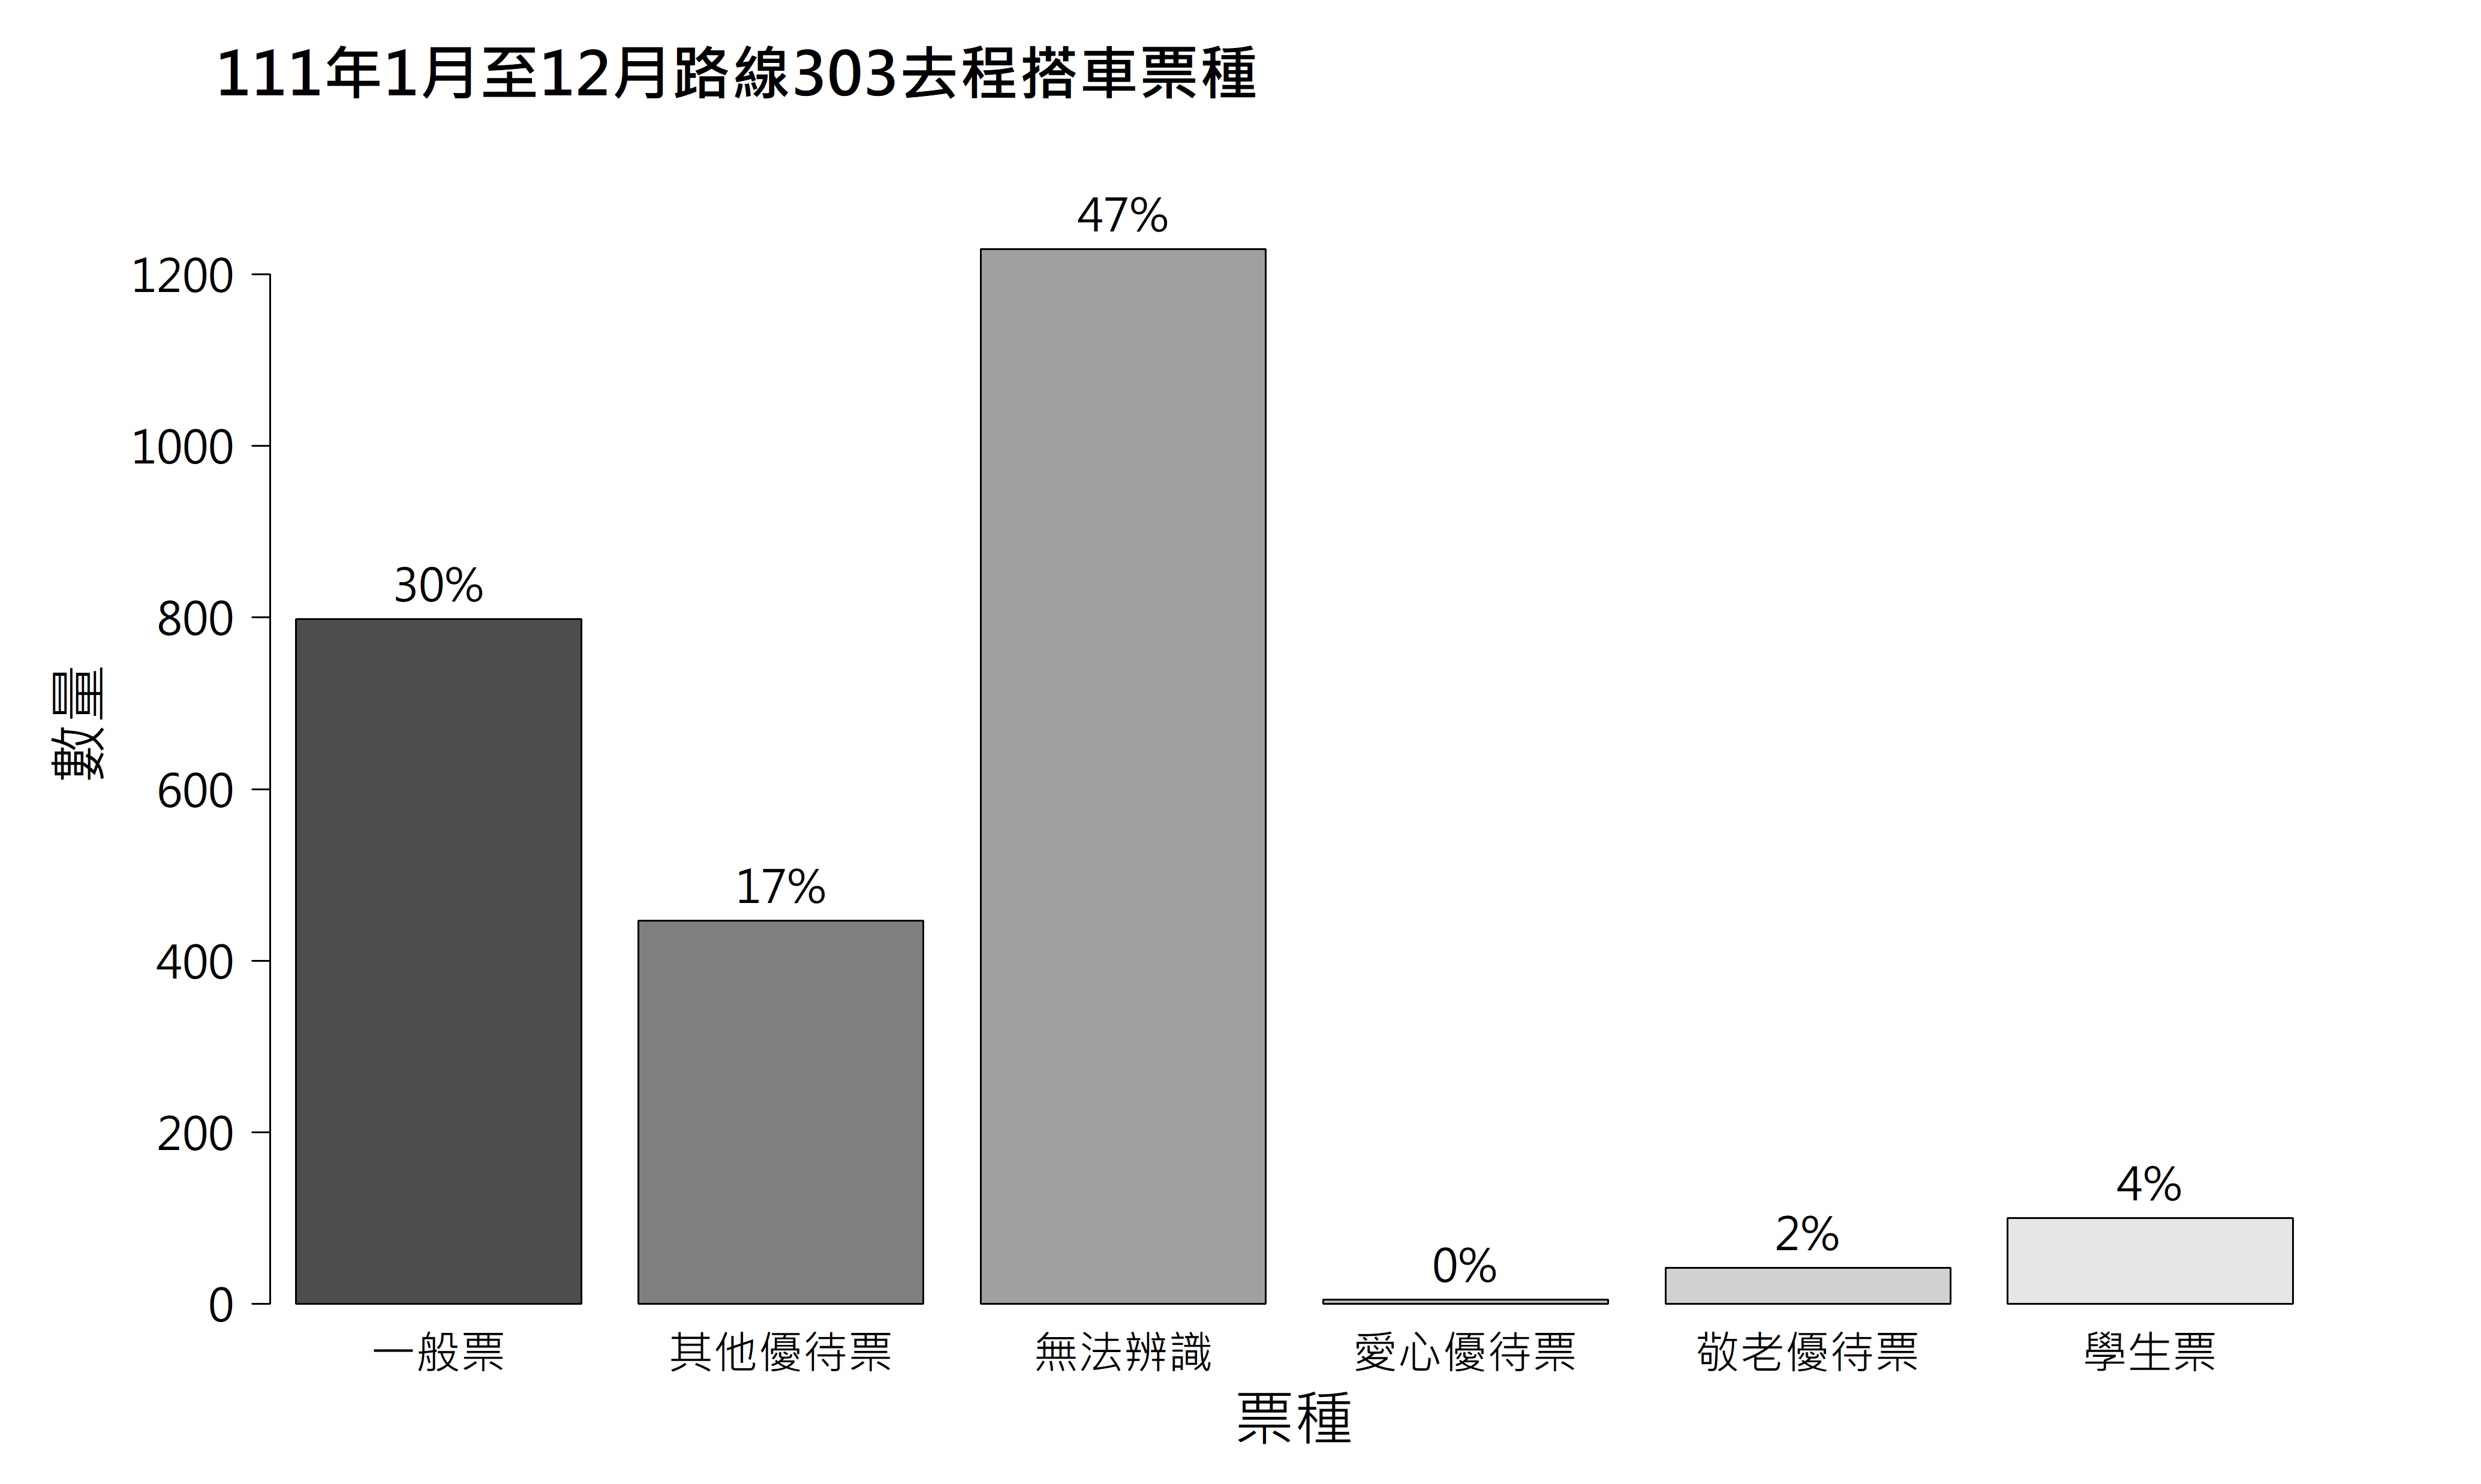 111年1月至12月路線303去程搭車票種
47%
1200
1000
30%
800
數量
600
17%
400
200
4%
2%
0%
0
一般票
其他優待票
無法辨識
愛心優待票
敬老優待票
學生票
票種